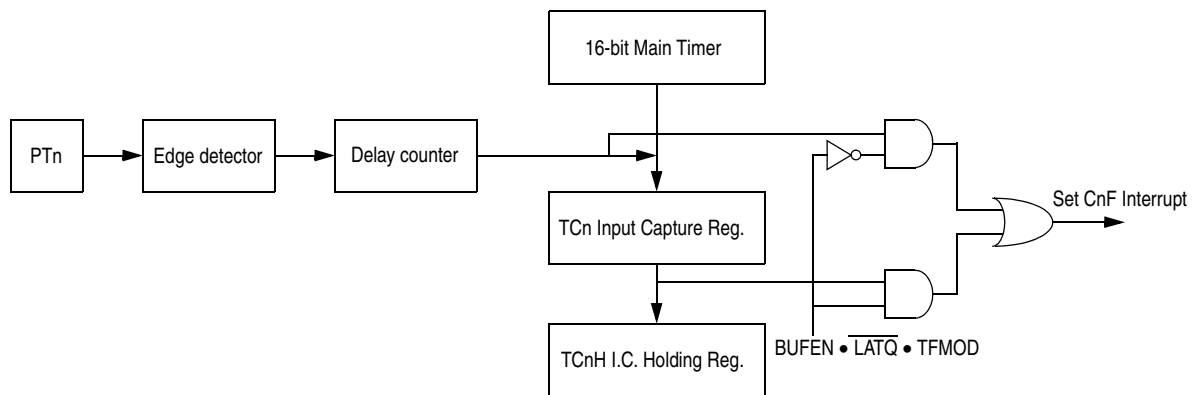 16-bit Main Timer
PTn
Edge detector
Delay counter
TCn Input Capture Reg.
Set CnF Interrupt
TCnH I.C. Holding Reg.
BUFEN • L̅A̅T̅Q̅ • TFMOD